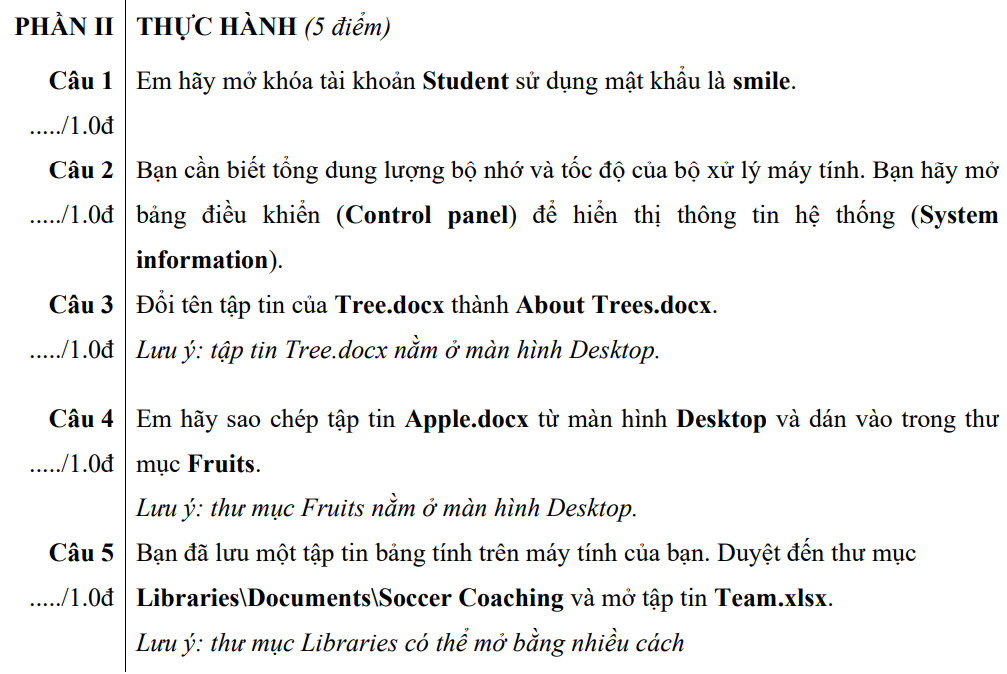 PHẦN II THỰC HÀNH (5 điểm)
Câu 1 Em hãy mở khóa tài khoản Student sử dụng mật khẩu là smile.
...../1.0đ
Câu 2 Bạn cần biết tổng dung lượng bộ nhớ và tốc độ của bộ xử lý máy tính. Bạn hãy mở
...../1.0đ bảng điều khiển (Control panel) để hiển thị thông tin hệ thống (System
information).
Câu 3 Đổi tên tập tin của Tree.docx thành About Trees.docx.
...../1.0đ Lưu ý: tập tin Tree.docx nằm ở màn hình Desktop.
Câu 4 Em hãy sao chép tập tin Apple.docx từ màn hình Desktop và dán vào trong thư
...../1.0đ mục Fruits.
Lưu ý: thư mục Fruits nằm ở màn hình Desktop.
Câu 5 Bạn đã lưu một tập tin bảng tính trên máy tính của bạn. Duyệt đến thư mục
...../1.0đ Libraries\Documents\Soccer Coaching và mở tập tin Team.xlsx.
Lưu ý: thư mục Libraries có thể mở bằng nhiều cách